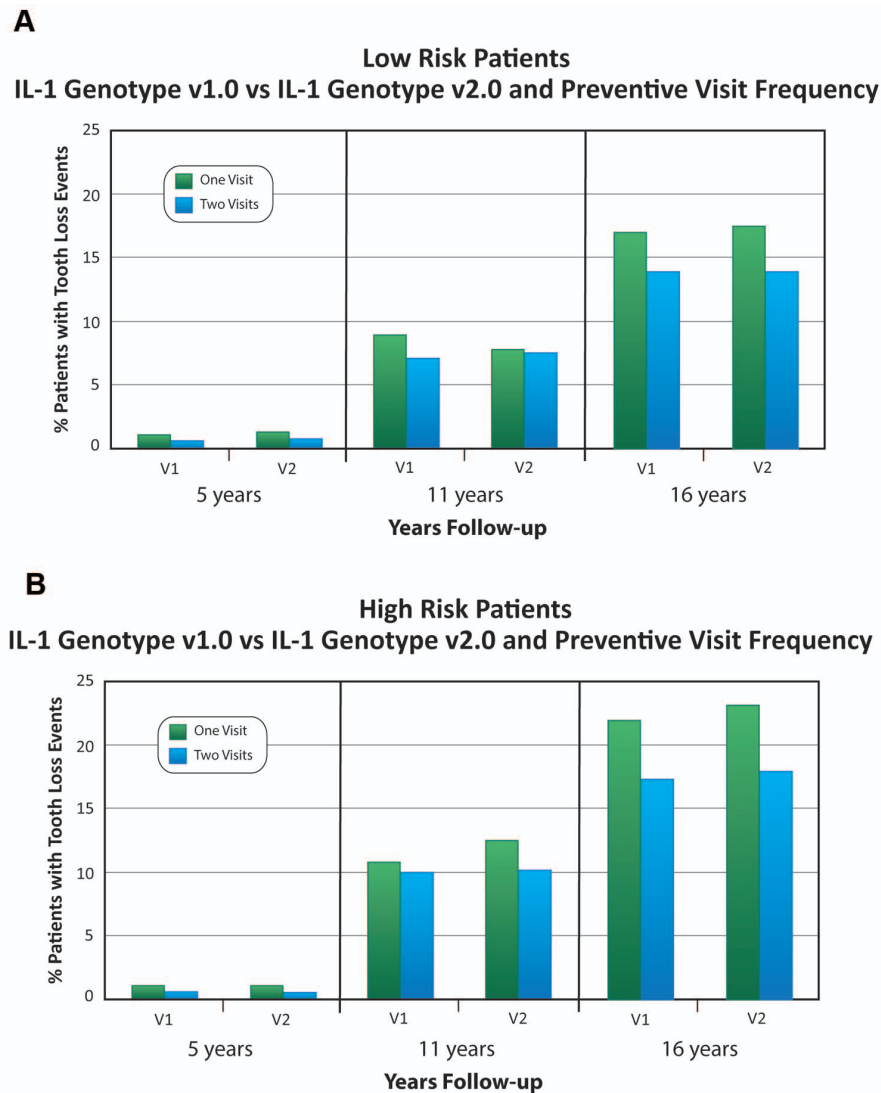 A
Low Risk Patients
IL-1 Genotype v1.0 vs IL-1 Genotype v2.0 and Preventive Visit Frequency
% Patients with Tooth Loss Events
25
20
15
10
5
0
One Visit
Two Visits
V1 V2 V1 V2 V1 V2
5 years 11 years 16 years
Years Follow-up
B
High Risk Patients
IL-1 Genotype v1.0 vs IL-1 Genotype v2.0 and Preventive Visit Frequency
% Patients with Tooth Loss Events
25
20
15
10
5
0
One Visit
Two Visits
V1 V2 V1 V2 V1 V2
5 years 11 years 16 years
Years Follow-up